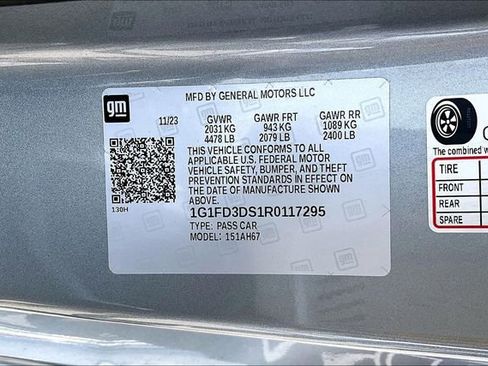 gm
MFD BY GENERAL MOTORS LLC
11/23 GVWR GAWR FRT GAWR RR
2031 KG 943 KG 1089 KG
4478 LB 2079 LB 2400 LB
THIS VEHICLE CONFORMS TO ALL
APPLICABLE U.S. FEDERAL MOTOR
VEHICLE SAFETY, BUMPER, AND THEFT
PREVENTION STANDARDS IN EFFECT ON
THE DATE OF MANUFACTURE SHOWN
ABOVE.
130H
1G1FD3DS1R0117295
TYPE: PASS CAR
MODEL: 1S1AH67
The combined w
TIRE
FRONT
REAR
SPARE